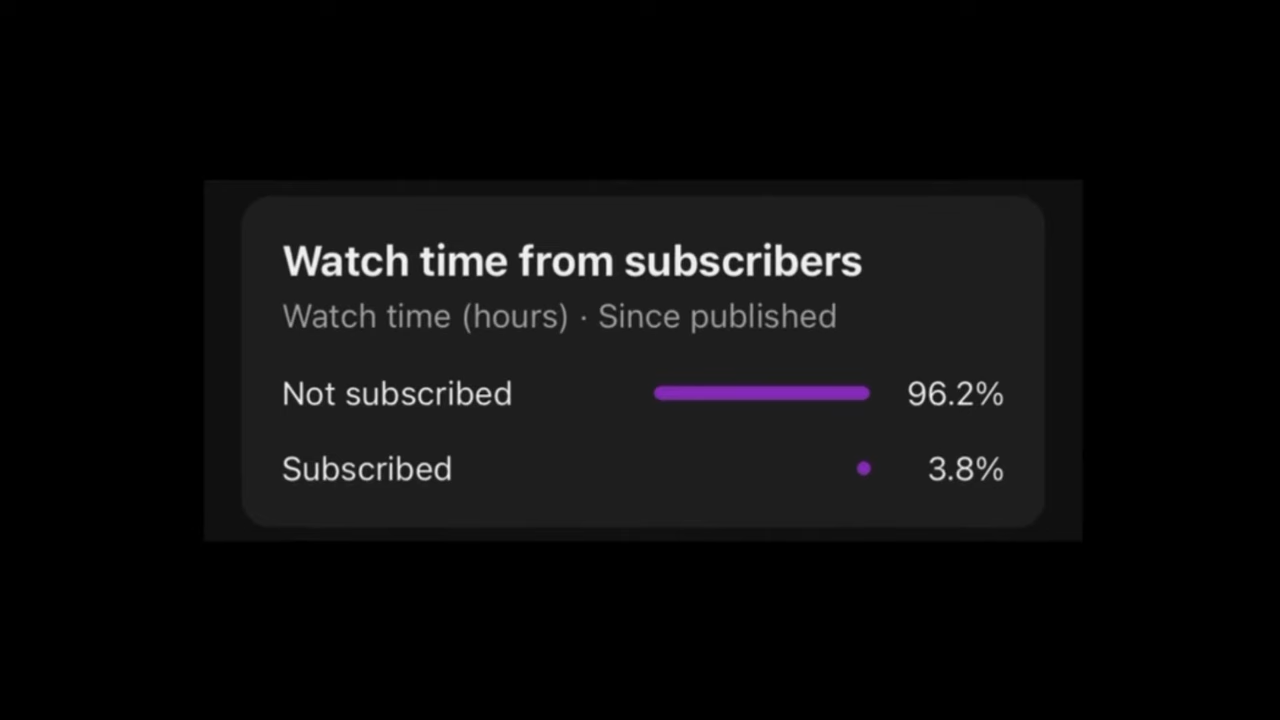 Watch time from subscribers
Watch time (hours) · Since published
Not subscribed 96.2%
Subscribed 3.8%